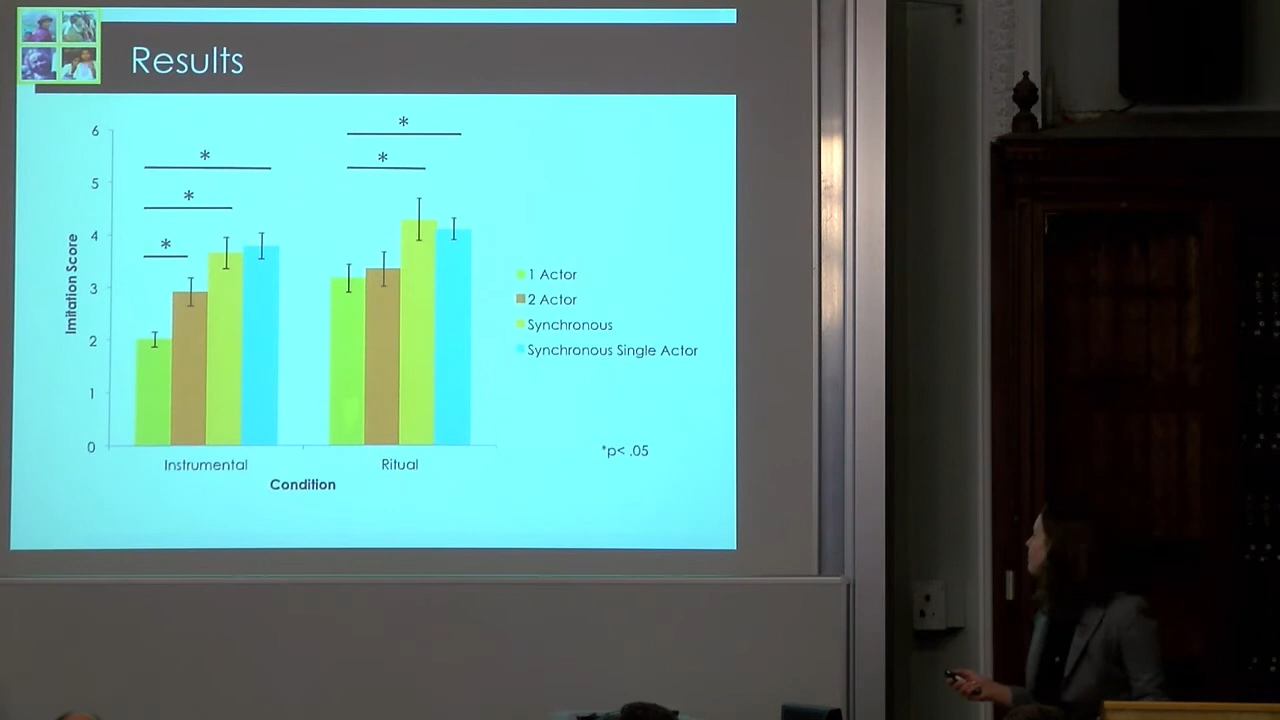 Results
6
5
4
3
2
1
0
Imitation Score
*
*
*
*
*
Instrumental
Ritual
Condition
1 Actor
2 Actor
Synchronous
Synchronous Single Actor
*p< .05